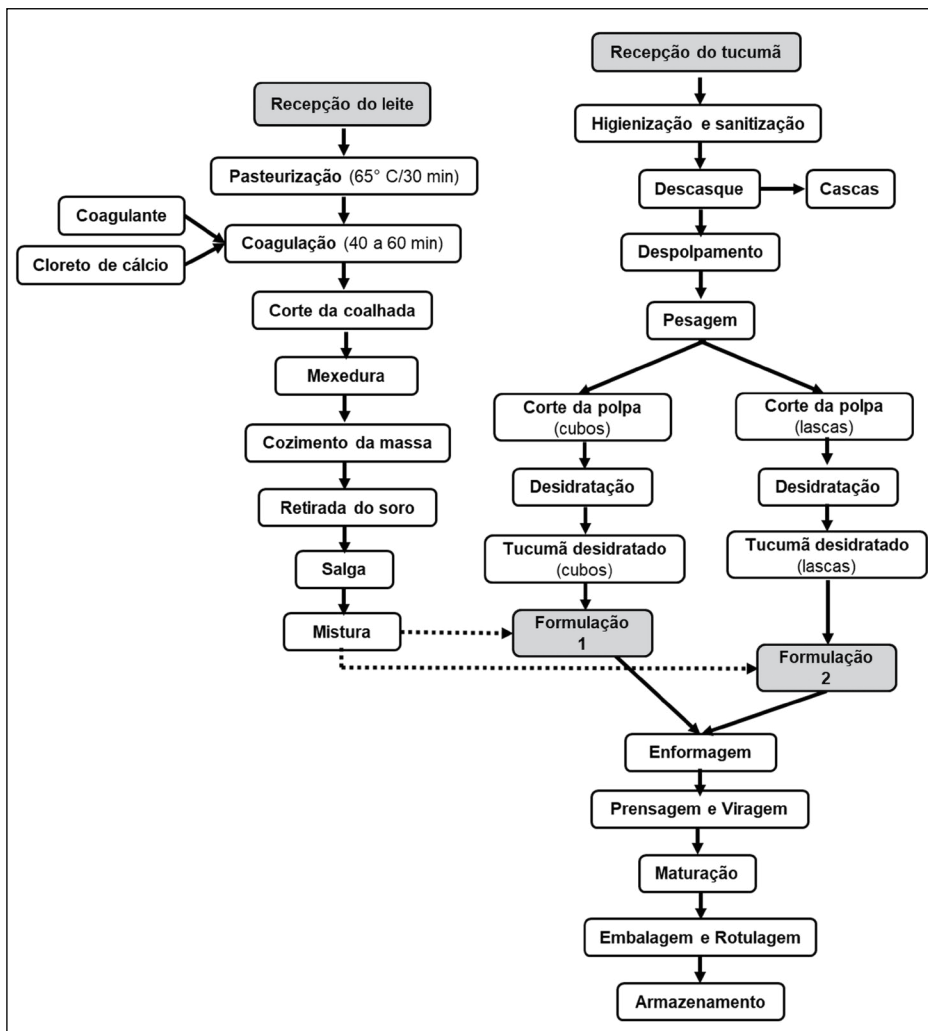 Recepção do leite
Pasteurização (65° C/30 min)
Coagulante
Cloreto de cálcio
Coagulação (40 a 60 min)
Corte da coalhada
Mexedura
Cozimento da massa
Retirada do soro
Salga
Mistura
Recepção do tucumã
Higienização e sanitização
Descasque
Cascas
Despolpamento
Pesagem
Corte da polpa
(cubos)
Desidratação
Tucumã desidratado
(cubos)
Formulação
1
Corte da polpa
(lascas)
Desidratação
Tucumã desidratado
(lascas)
Formulação
2
Enformagem
Prensagem e Viragem
Maturação
Embalagem e Rotulagem
Armazenamento